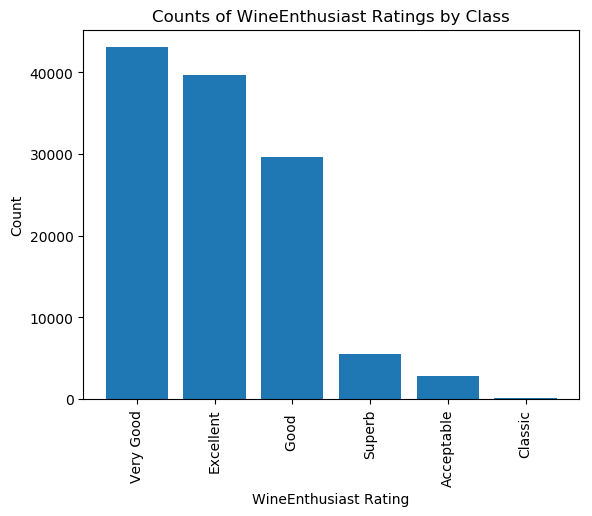 Counts of WineEnthusiast Ratings by Class
Count
40000
30000
20000
10000
0
Very Good
Excellent
Good
Superb
Acceptable
Classic
WineEnthusiast Rating